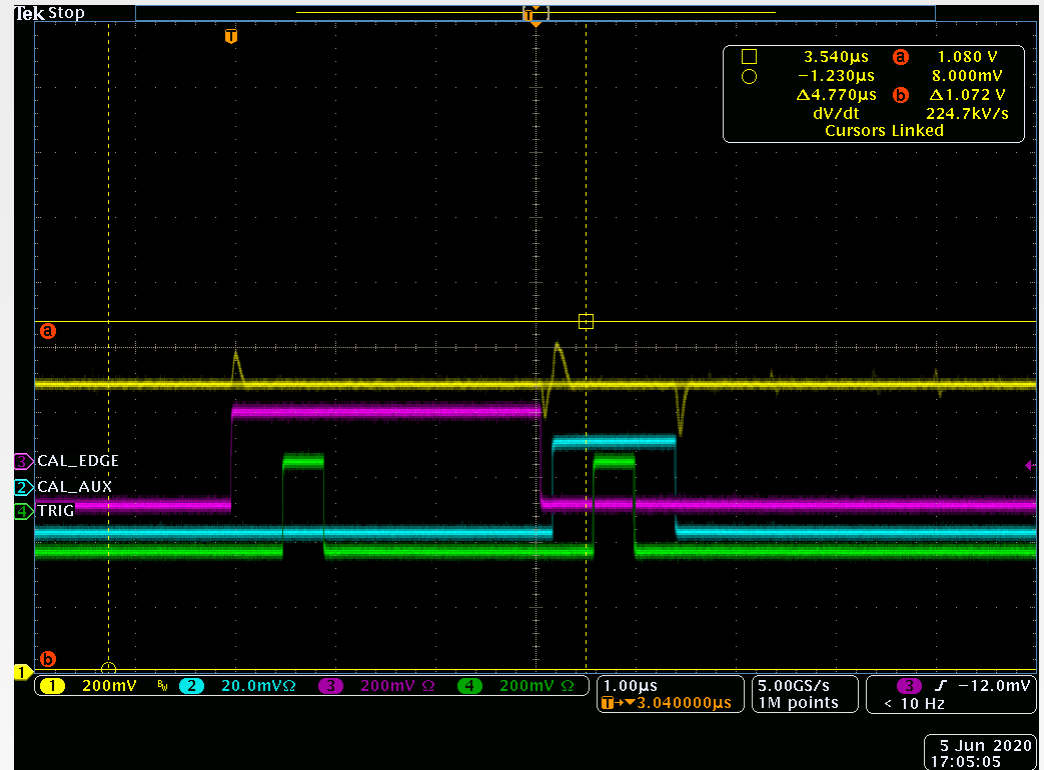 Tek Stop
T
T
3.540µs a 1.080 V
−1.230µs 8.000mV
Δ4.770µs b Δ1.072 V
dV/dt 224.7kV/s
Cursors Linked
a
3 CAL_EDGE
2 CAL_AUX
4 TRIG
b
1
1 200mV BW 2 20.0mVΩ 3 200mV Ω 4 200mV Ω
1.00µs
T→▼3.040000µs
5.00GS/s
1M points
3 ∫ −12.0mV
< 10 Hz
5 Jun 2020
17:05:05